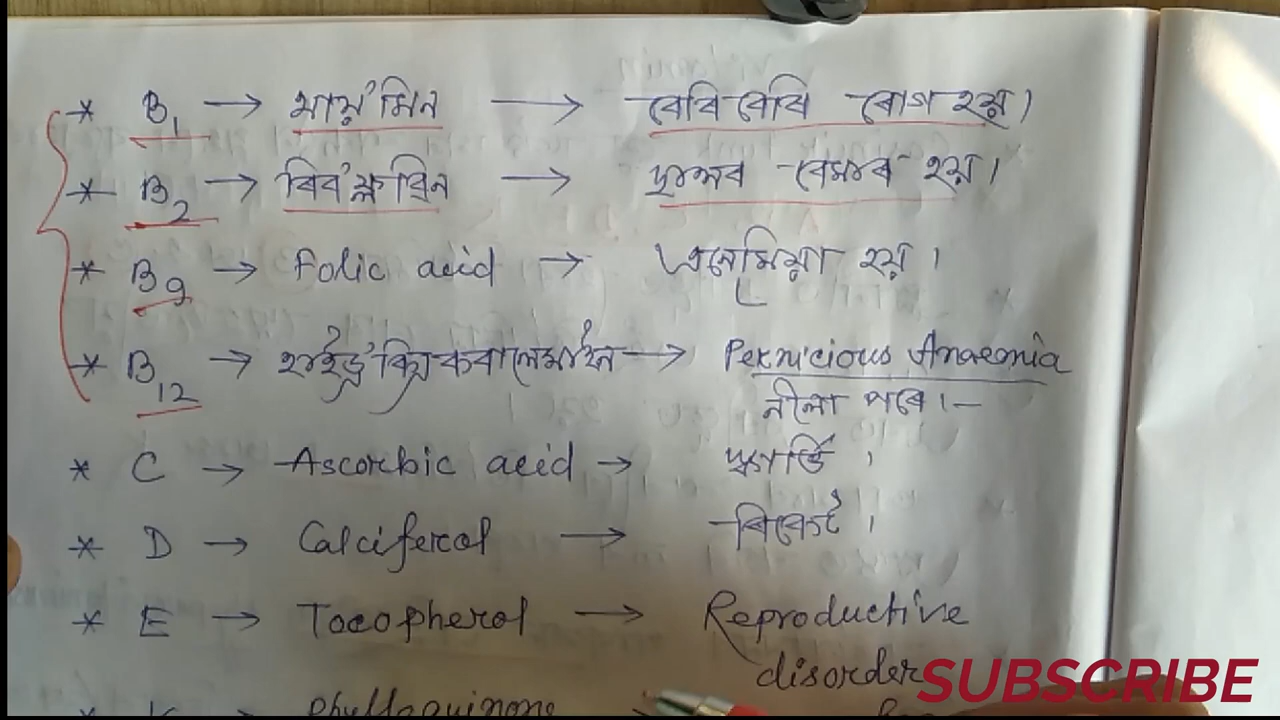 * B1 → থায়'মিন → বেৰিবেৰি ৰোগ হয়।
* B2 → ৰিব'ফ্লাৱিন → ছালৰ বেমাৰ হয়।
* B9 → Folic acid → এনেমিয়া হয়।
* B12 → হাইড্ৰ'ক্সিকবালেমাইন → Pernicious Anaemia
নীলা পৰে।—
* C → Ascorbic acid → স্কাৰ্ভি।
* D → Calciferol → ৰিকেট।
* E → Tocopherol → Reproductive
disorder
* K → Phylloquinone →
SUBSCRIBE